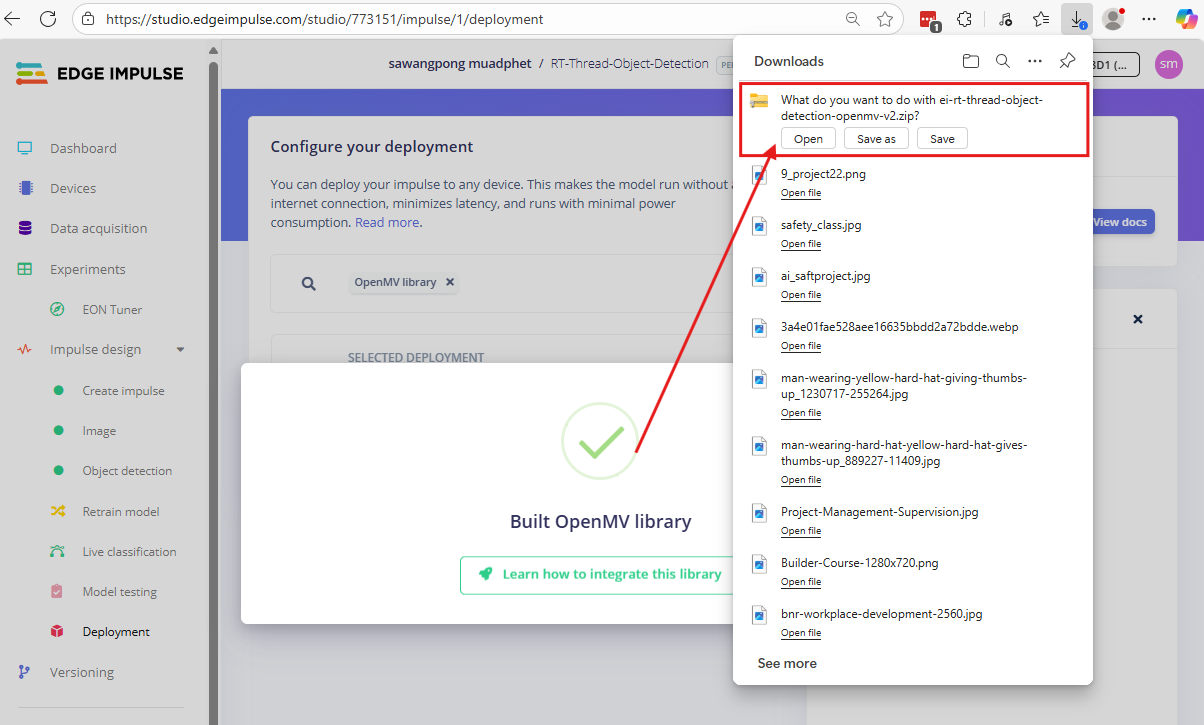 https://studio.edgeimpulse.com/studio/773151/impulse/1/deployment
1
EDGE IMPULSE
Dashboard
Devices
Data acquisition
Experiments
EON Tuner
Impulse design
Create impulse
Image
Object detection
Retrain model
Live classification
Model testing
Deployment
Versioning
sawangpong muadphet / RT-Thread-Object-Detection
BD1 (...
sm
Configure your deployment
You can deploy your impulse to any device. This makes the model run without
internet connection, minimizes latency, and runs with minimal power
consumption. Read more.
OpenMV library
SELECTED DEPLOYMENT
View docs
Built OpenMV library
Learn how to integrate this library
Downloads
What do you want to do with ei-rt-thread-object-
detection-openmv-v2.zip?
Open Save as Save
9_project22.png
Open file
safety_class.jpg
Open file
ai_saftproject.jpg
Open file
3a4e01fae528aee16635bbdd2a72bdde.webp
Open file
man-wearing-yellow-hard-hat-giving-thumbs-
up_1230717-255264.jpg
Open file
man-wearing-hard-hat-yellow-hard-hat-gives-
thumbs-up_889227-11409.jpg
Open file
Project-Management-Supervision.jpg
Open file
Builder-Course-1280x720.png
Open file
bnr-workplace-development-2560.jpg
Open file
See more